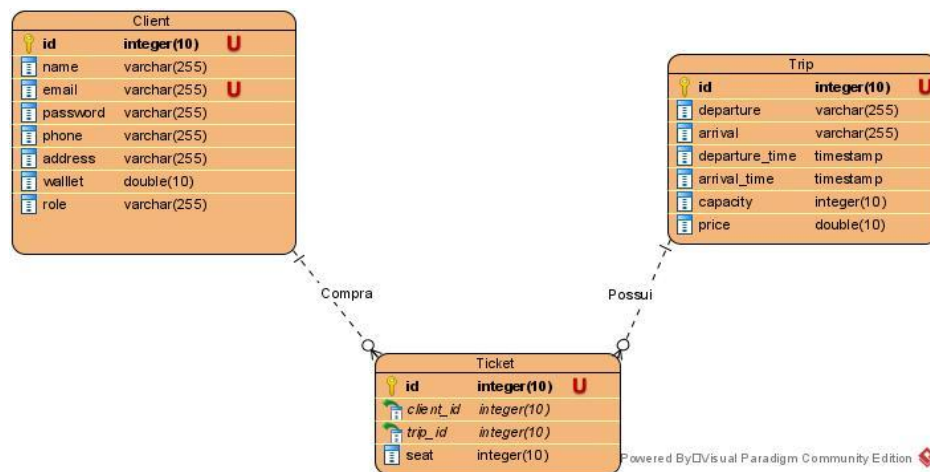 Client
id integer(10) U
name varchar(255)
email varchar(255) U
password varchar(255)
phone varchar(255)
address varchar(255)
walllet double(10)
role varchar(255)
Trip
id integer(10) U
departure varchar(255)
arrival varchar(255)
departure_time timestamp
arrival_time timestamp
capacity integer(10)
price double(10)
Compra
Possui
Ticket
id integer(10) U
client_id integer(10)
trip_id integer(10)
seat integer(10)
Powered By□Visual Paradigm Community Edition